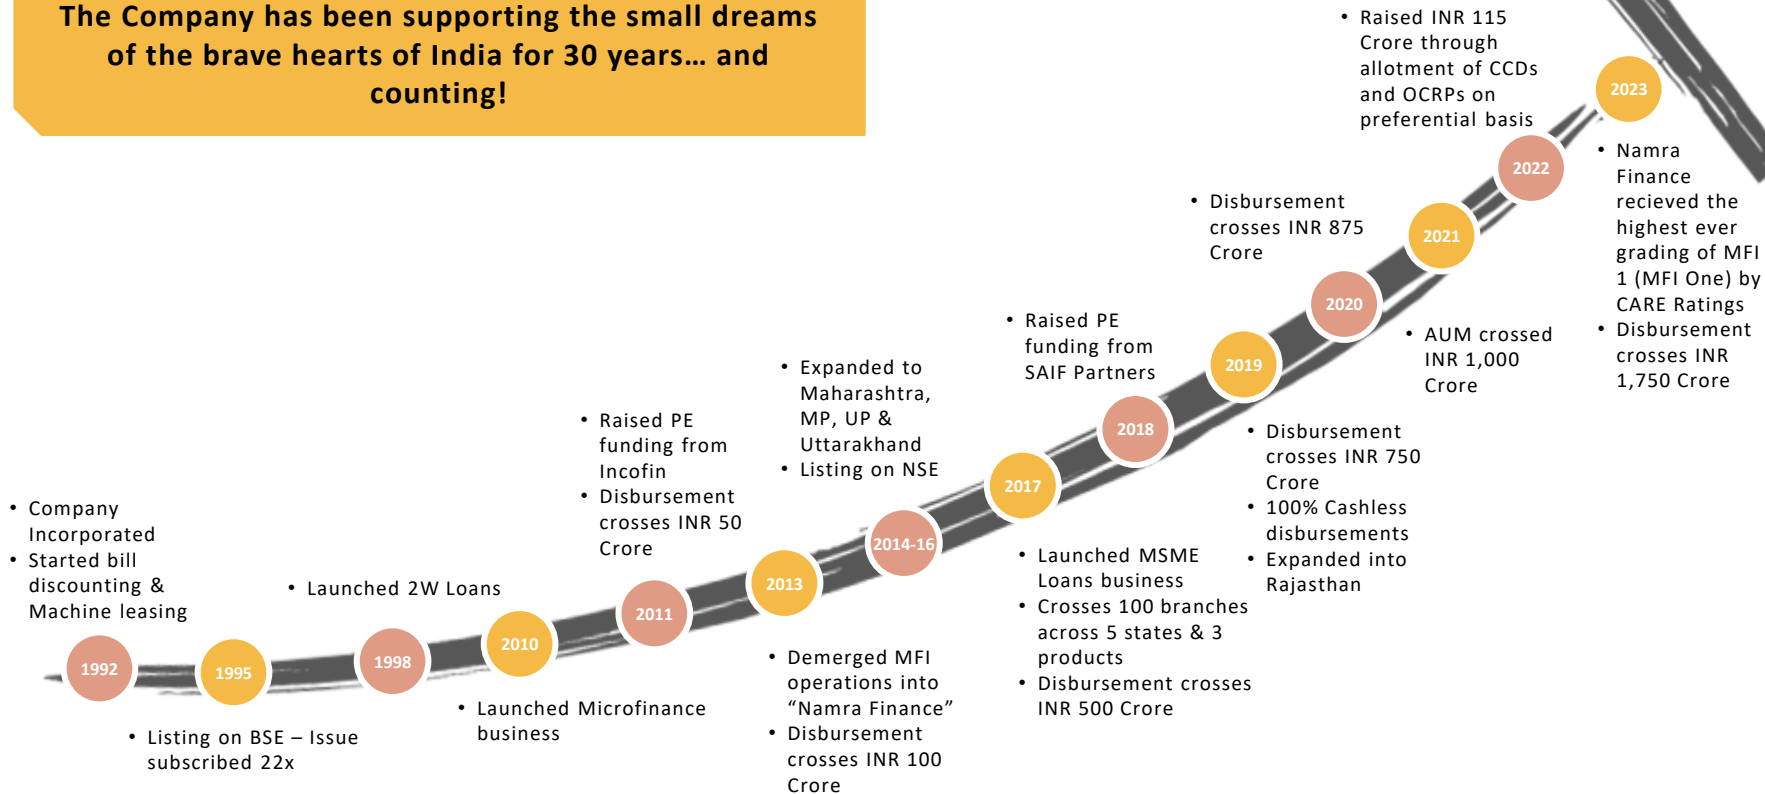 The Company has been supporting the small dreams
of the brave hearts of India for 30 years... and
counting!
1992
• Company
Incorporated
• Started bill
discounting &
Machine leasing
1995
• Listing on BSE – Issue
subscribed 22x
1998
• Launched 2W Loans
2010
• Launched Microfinance
business
2011
• Raised PE
funding from
Incofin
• Disbursement
crosses INR 50
Crore
2013
• Demerged MFI
operations into
“Namra Finance”
• Disbursement
crosses INR 100
Crore
2014-16
• Expanded to
Maharashtra,
MP, UP &
Uttarakhand
• Listing on NSE
2017
• Launched MSME
Loans business
• Crosses 100 branches
across 5 states & 3
products
• Disbursement crosses
INR 500 Crore
2018
• Raised PE
funding from
SAIF Partners
2019
• Disbursement
crosses INR 750
Crore
• 100% Cashless
disbursements
• Expanded into
Rajasthan
2020
• Disbursement
crosses INR 875
Crore
2021
• AUM crossed
INR 1,000
Crore
2022
• Raised INR 115
Crore through
allotment of CCDs
and OCRPs on
preferential basis
2023
• Namra
Finance
recieved the
highest ever
grading of MFI
1 (MFI One) by
CARE Ratings
• Disbursement
crosses INR
1,750 Crore